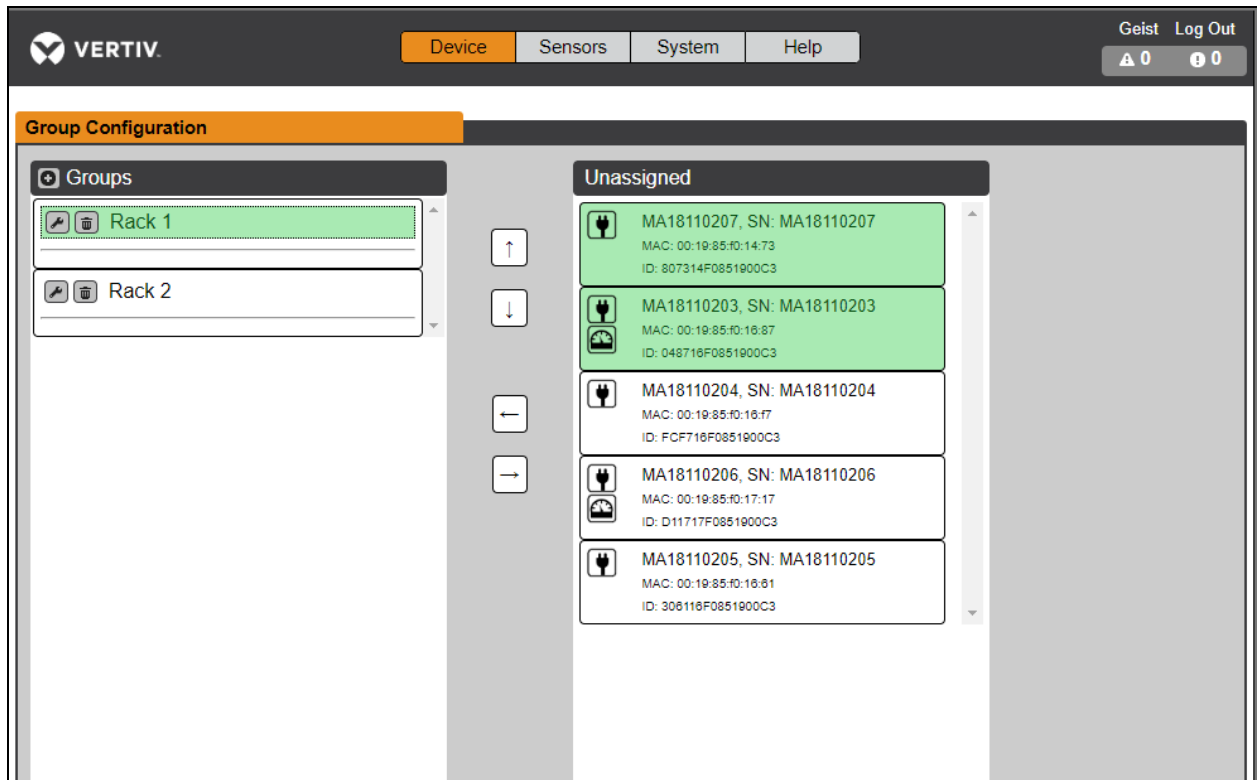 VERTIV.
Device Sensors System Help
Geist Log Out
0 0
Group Configuration
Groups
Rack 1
Rack 2
↑
↓
←
→
Unassigned
MA18110207, SN: MA18110207
MAC: 00:19:85:f0:14:73
ID: 807314F0851900C3
MA18110203, SN: MA18110203
MAC: 00:19:85:f0:16:87
ID: 048716F0851900C3
MA18110204, SN: MA18110204
MAC: 00:19:85:f0:16:f7
ID: FCF716F0851900C3
MA18110206, SN: MA18110206
MAC: 00:19:85:f0:17:17
ID: D11717F0851900C3
MA18110205, SN: MA18110205
MAC: 00:19:85:f0:16:61
ID: 306116F0851900C3